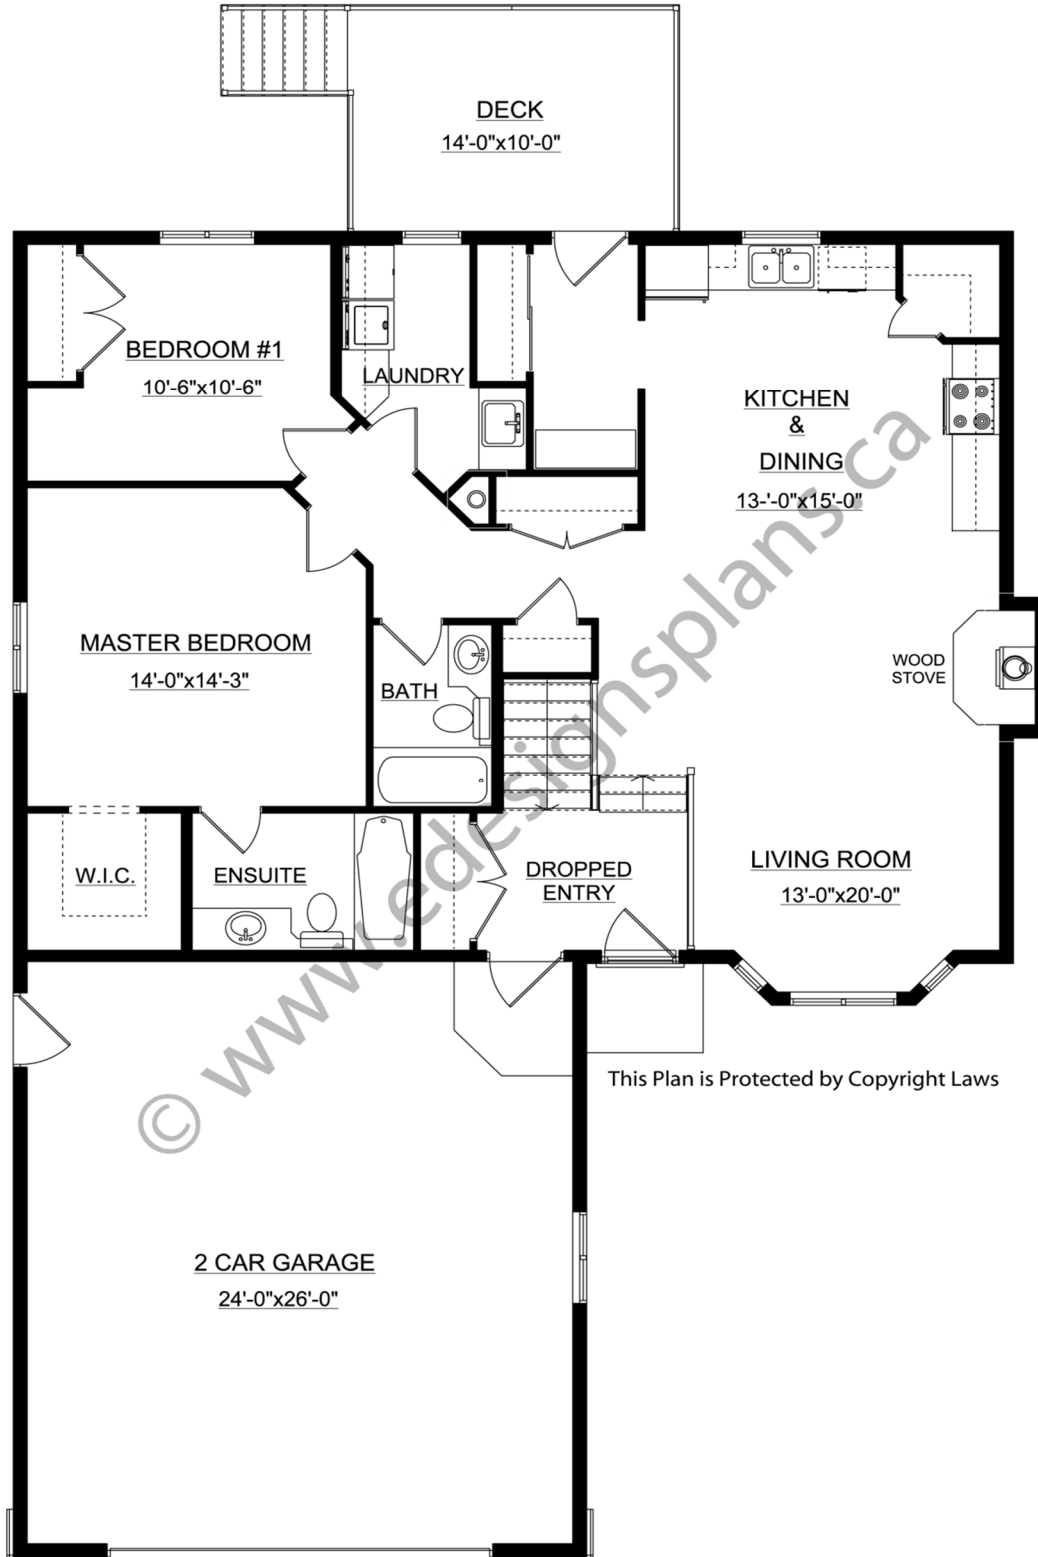 DECK
14'-0"x10'-0"
BEDROOM #1
10'-6"x10'-6"
LAUNDRY
KITCHEN
&
DINING
13-'-0"x15'-0"
MASTER BEDROOM
14'-0"x14'-3"
BATH
WOOD
STOVE
W.I.C.
ENSUITE
DROPPED
ENTRY
LIVING ROOM
13'-0"x20'-0"
© www.edesignsplans.ca
This Plan is Protected by Copyright Laws
2 CAR GARAGE
24'-0"x26'-0"